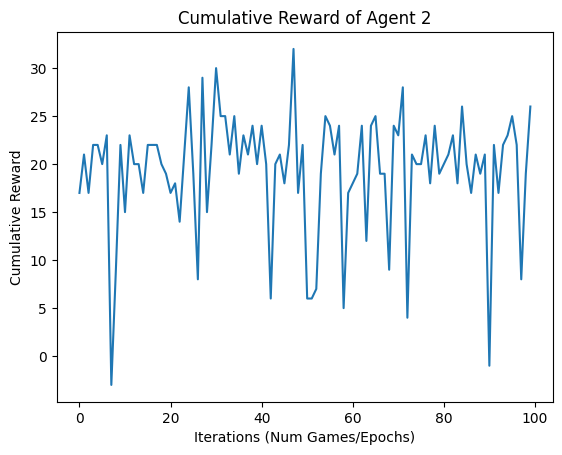 Cumulative Reward of Agent 2
Cumulative Reward
30
25
20
15
10
5
0
0 20 40 60 80 100
Iterations (Num Games/Epochs)